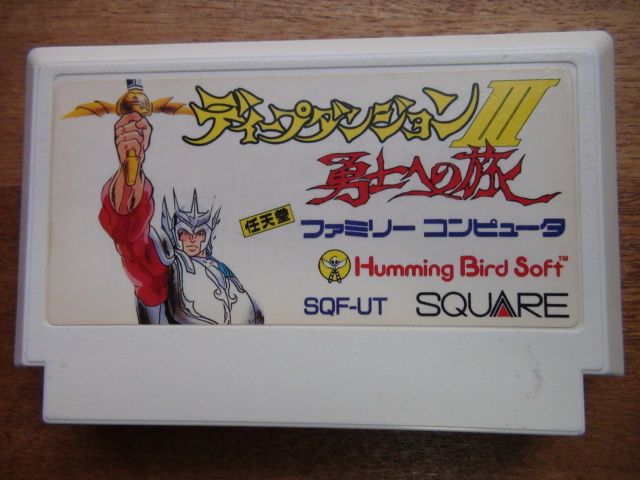 ディープダンジョンIII
勇士への旅
任天堂 ファミリー コンピュータ
Humming Bird Soft™
SQF-UT SQUARE